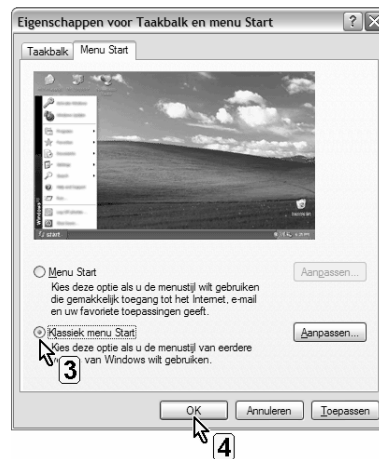 Eigenschappen voor Taakbalk en menu Start
Taakbalk
Menu Start
start
Menu Start
Aanpassen...
Kies deze optie als u de menustijl wilt gebruiken
die gemakkelijk toegang tot het Internet, e-mail
en uw favoriete toepassingen geeft.
Klassiek menu Start
Aanpassen...
Kies deze optie als u de menustijl van eerdere
van Windows wilt gebruiken.
3
OK
Annuleren
Toepassen
4